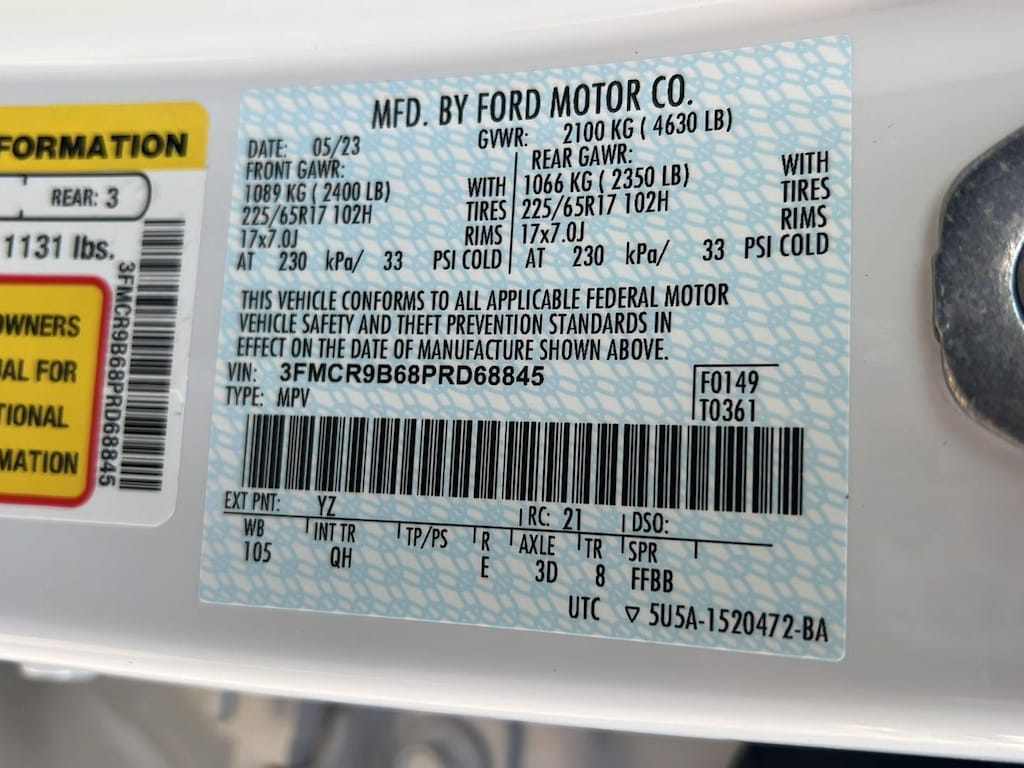 FORMATION
REAR: 3
1131 lbs.
3FMCR9B68PRD68845
OWNERS
UAL FOR
TIONAL
MATION
MFD. BY FORD MOTOR CO.
DATE: 05/23 GVWR: 2100 KG ( 4630 LB)
FRONT GAWR: REAR GAWR:
1089 KG ( 2400 LB) WITH 1066 KG ( 2350 LB) WITH
225/65R17 102H TIRES 225/65R17 102H TIRES
17x7.0J RIMS 17x7.0J RIMS
AT 230 kPa/ 33 PSI COLD AT 230 kPa/ 33 PSI COLD
THIS VEHICLE CONFORMS TO ALL APPLICABLE FEDERAL MOTOR
VEHICLE SAFETY AND THEFT PREVENTION STANDARDS IN
EFFECT ON THE DATE OF MANUFACTURE SHOWN ABOVE.
VIN: 3FMCR9B68PRD68845 F0149
TYPE: MPV T0361
EXT PNT: YZ RC: 21 DSO:
WB INT TR TP/PS R AXLE TR SPR
105 QH E 3D 8 FFBB
UTC ▽ 5U5A-1520472-BA